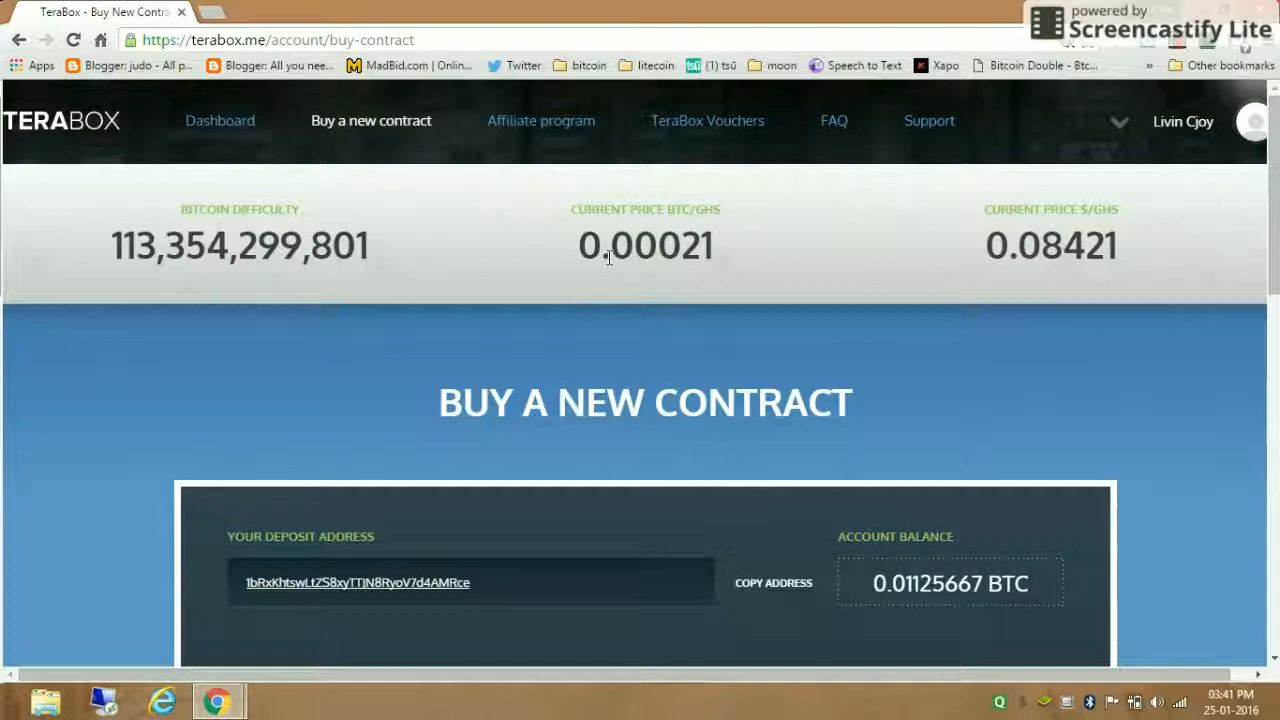 TeraBox - Buy New Contra
powered by
Screencastify Lite
https://terabox.me/account/buy-contract
Apps
Blogger: judo - All p...
Blogger: All you nee...
MadBid.com | Onlin...
Twitter
bitcoin
litecoin
(1) tsū
moon
Speech to Text
Xapo
Bitcoin Double - Btc...
»
Other bookmarks
TERABOX
Dashboard
Buy a new contract
Affiliate program
TeraBox Vouchers
FAQ
Support
Livin Cjoy
BITCOIN DIFFICULTY
CURRENT PRICE BTC/GHS
CURRENT PRICE $/GHS
113,354,299,801
0.00021
0.08421
BUY A NEW CONTRACT
YOUR DEPOSIT ADDRESS
ACCOUNT BALANCE
1bRxKhtswLtZS8xyTTJN8RyoV7d4AMRce
COPY ADDRESS
0.01125667 BTC
03:41 PM
25-01-2016